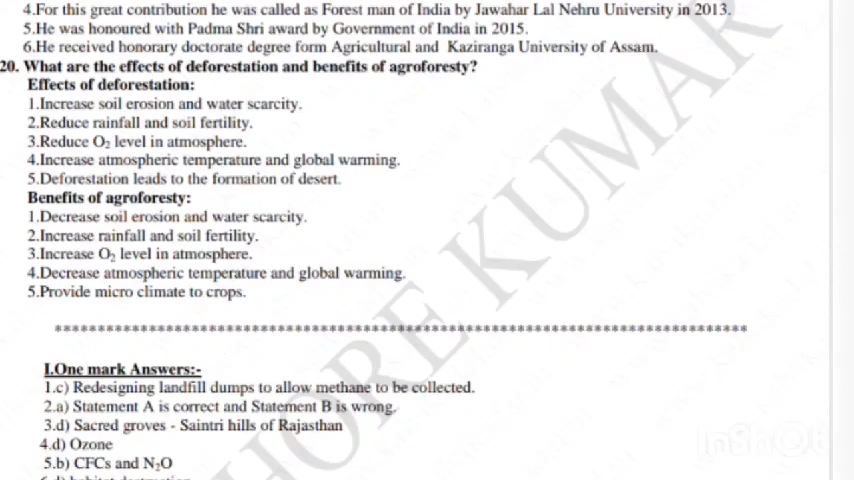 4.For this great contribution he was called as Forest man of India by Jawahar Lal Nehru University in 2013.
5.He was honoured with Padma Shri award by Government of India in 2015.
6.He received honorary doctorate degree form Agricultural and Kaziranga University of Assam.
20. What are the effects of deforestation and benefits of agroforesty?
Effects of deforestation:
1.Increase soil erosion and water scarcity.
2.Reduce rainfall and soil fertility.
3.Reduce O₂ level in atmosphere.
4.Increase atmospheric temperature and global warming.
5.Deforestation leads to the formation of desert.
Benefits of agroforesty:
1.Decrease soil erosion and water scarcity.
2.Increase rainfall and soil fertility.
3.Increase O₂ level in atmosphere.
4.Decrease atmospheric temperature and global warming.
5.Provide micro climate to crops.
HORE KUMAR
I.One mark Answers:-
1.c) Redesigning landfill dumps to allow methane to be collected.
2.a) Statement A is correct and Statement B is wrong.
3.d) Sacred groves - Saintri hills of Rajasthan
4.d) Ozone
5.b) CFCs and N₂O
InShOt